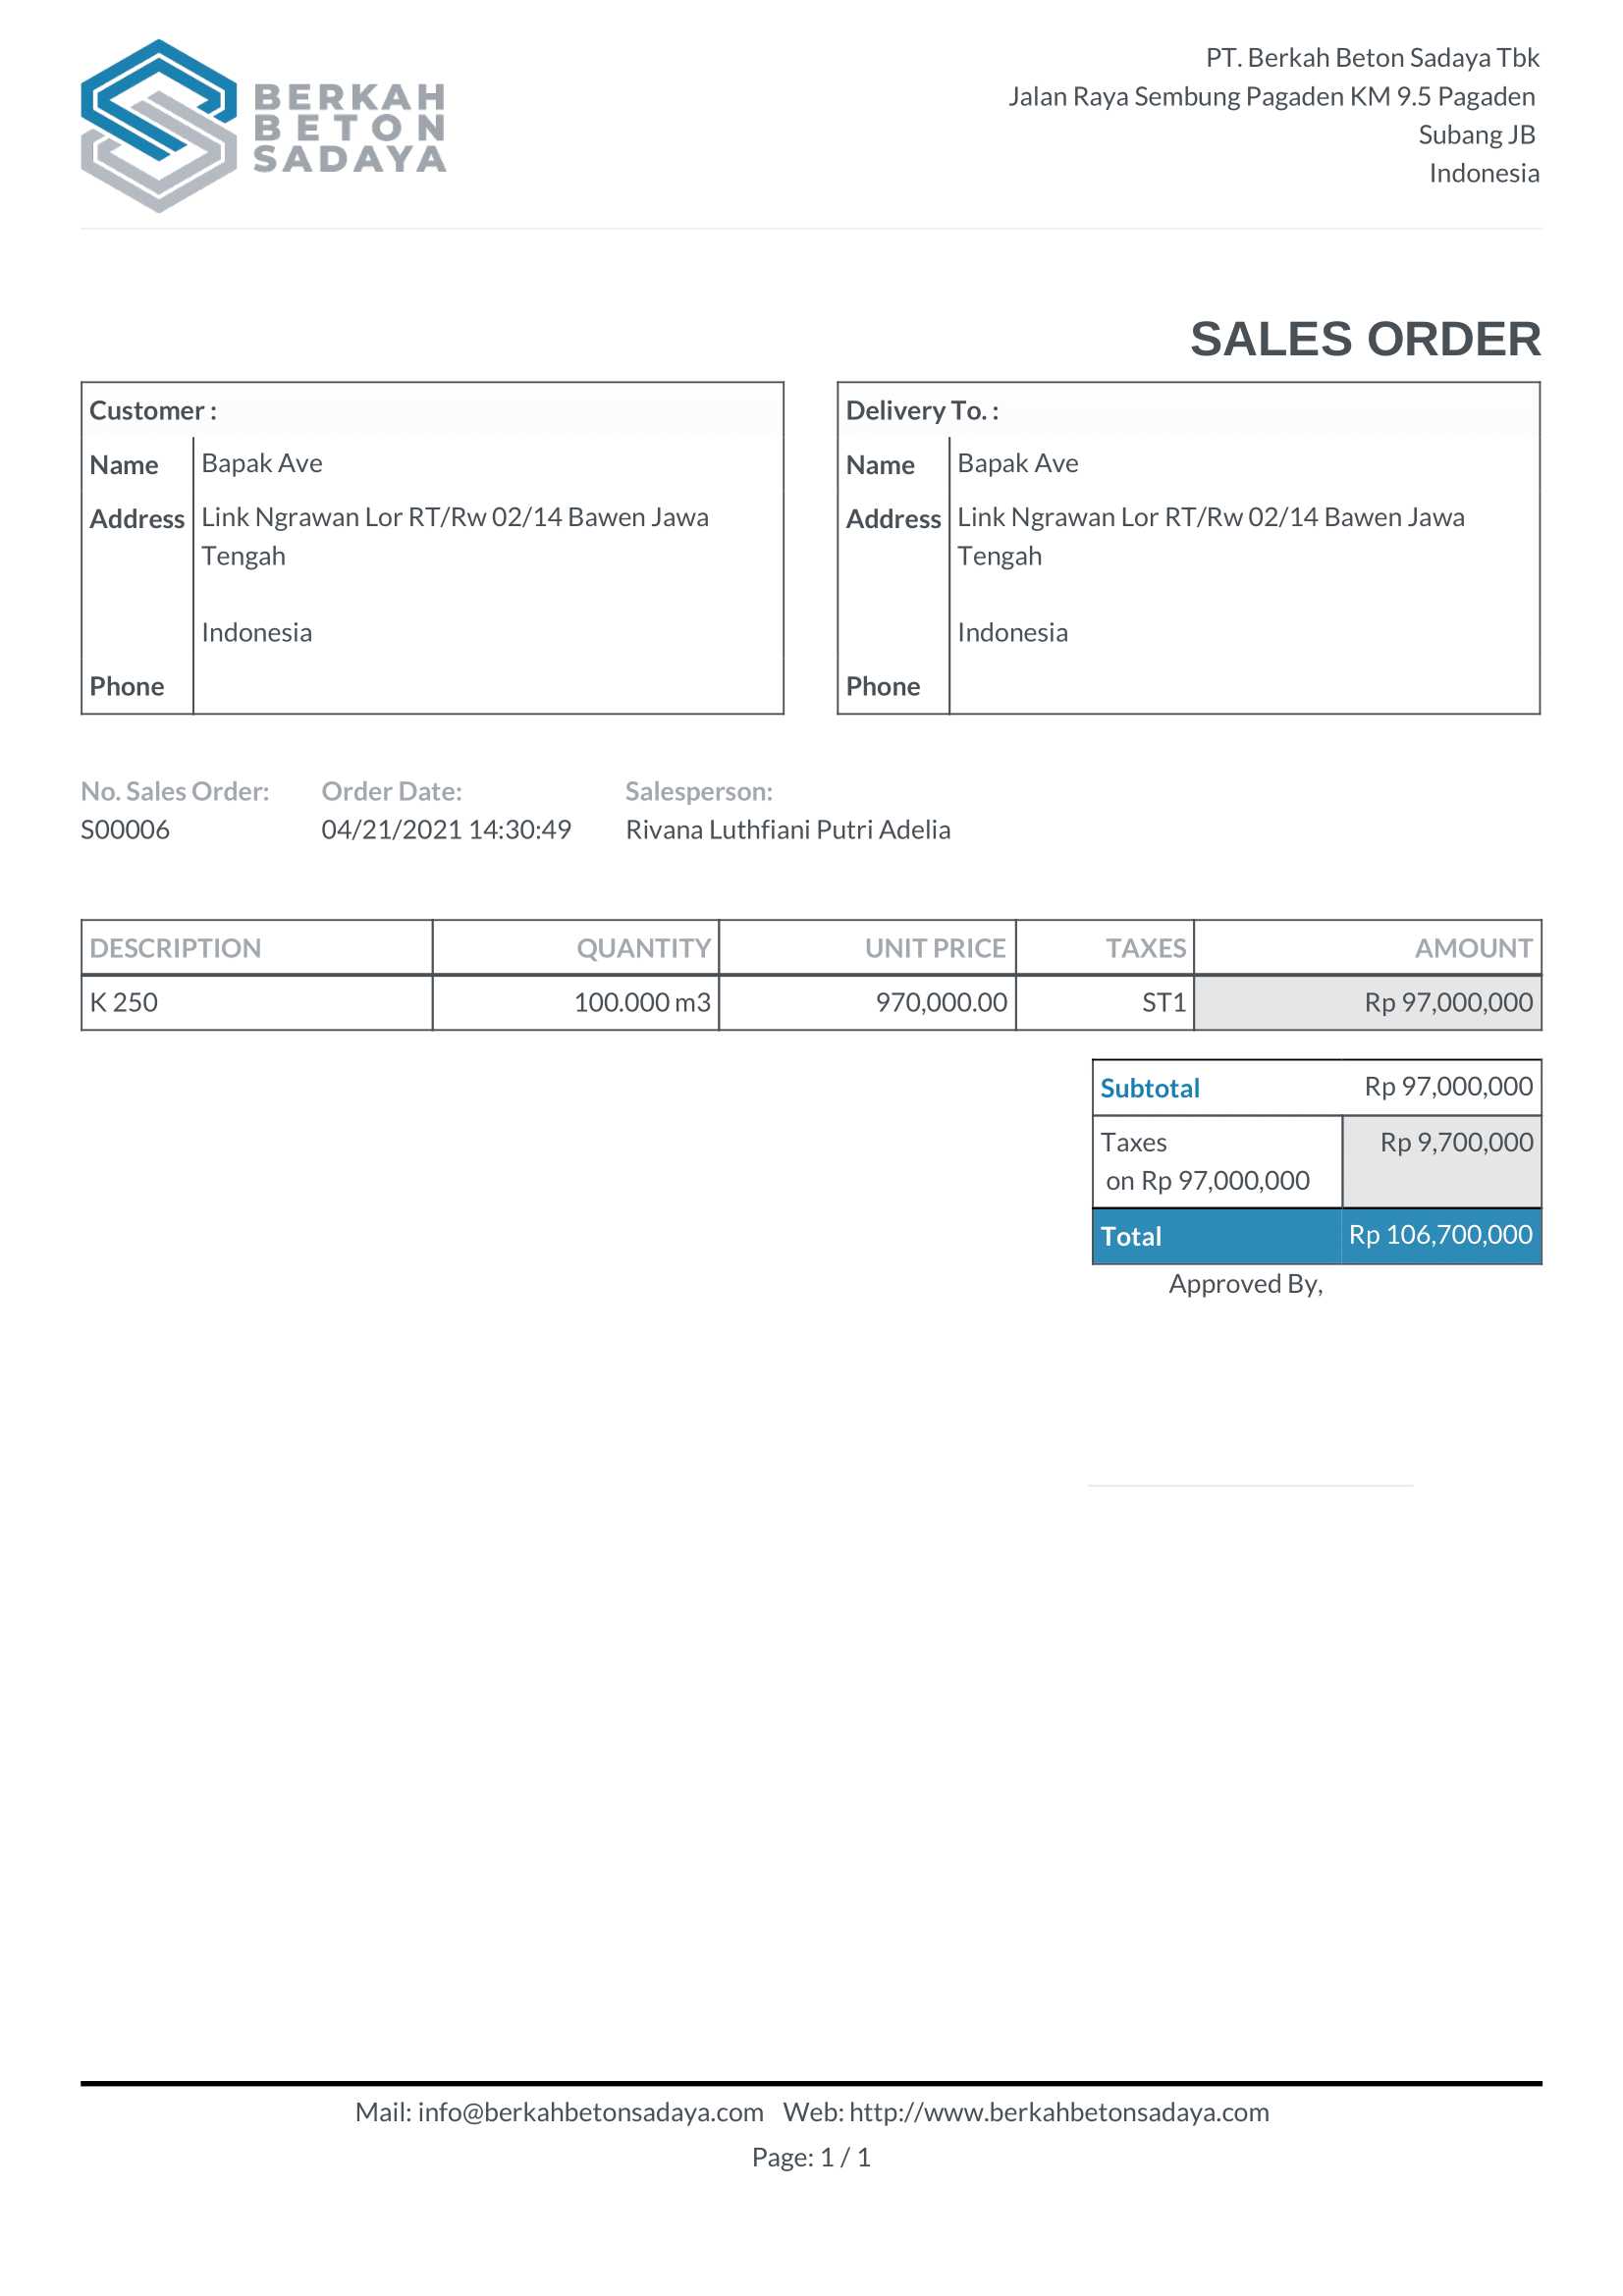 BERKAH
BETON
SADAYA
PT. Berkah Beton Sadaya Tbk
Jalan Raya Sembung Pagaden KM 9.5 Pagaden
Subang JB
Indonesia
SALES ORDER
Customer :
Name Bapak Ave
Address Link Ngrawan Lor RT/Rw 02/14 Bawen Jawa
Tengah
Indonesia
Phone
Delivery To. :
Name Bapak Ave
Address Link Ngrawan Lor RT/Rw 02/14 Bawen Jawa
Tengah
Indonesia
Phone
No. Sales Order: Order Date: Salesperson:
S00006 04/21/2021 14:30:49 Rivana Luthfiani Putri Adelia
DESCRIPTION QUANTITY UNIT PRICE TAXES AMOUNT
K 250 100.000 m3 970,000.00 ST1 Rp 97,000,000
Subtotal Rp 97,000,000
Taxes Rp 9,700,000
on Rp 97,000,000
Total Rp 106,700,000
Approved By,
Mail: info@berkahbetonsadaya.com Web: http://www.berkahbetonsadaya.com
Page: 1 / 1